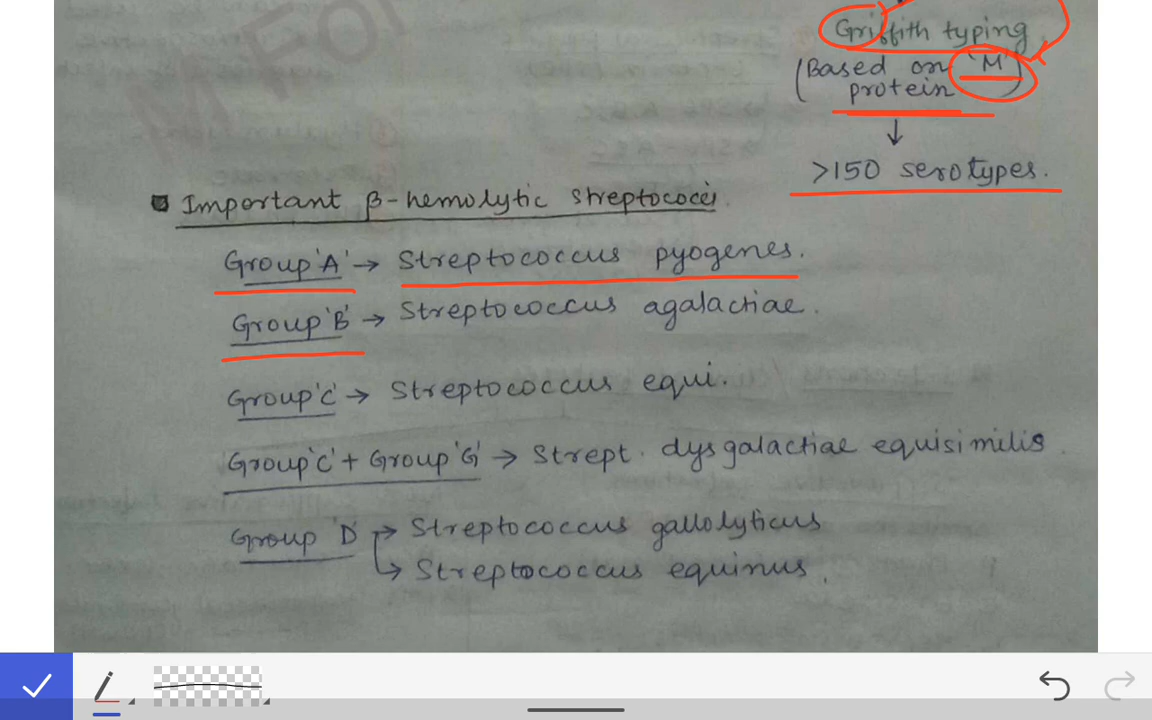 Griffith typing
(Based on 'M')
protein
↓
>150 serotypes.
Important β-hemolytic streptococci
Group 'A' → Streptococcus pyogenes.
Group 'B' → Streptococcus agalactiae.
Group 'C' → Streptococcus equi.
Group 'C' + Group 'G' → Strept. dysgalactiae equisimilis.
Group 'D' → Streptococcus gallolyticus
→ Streptococcus equinus.